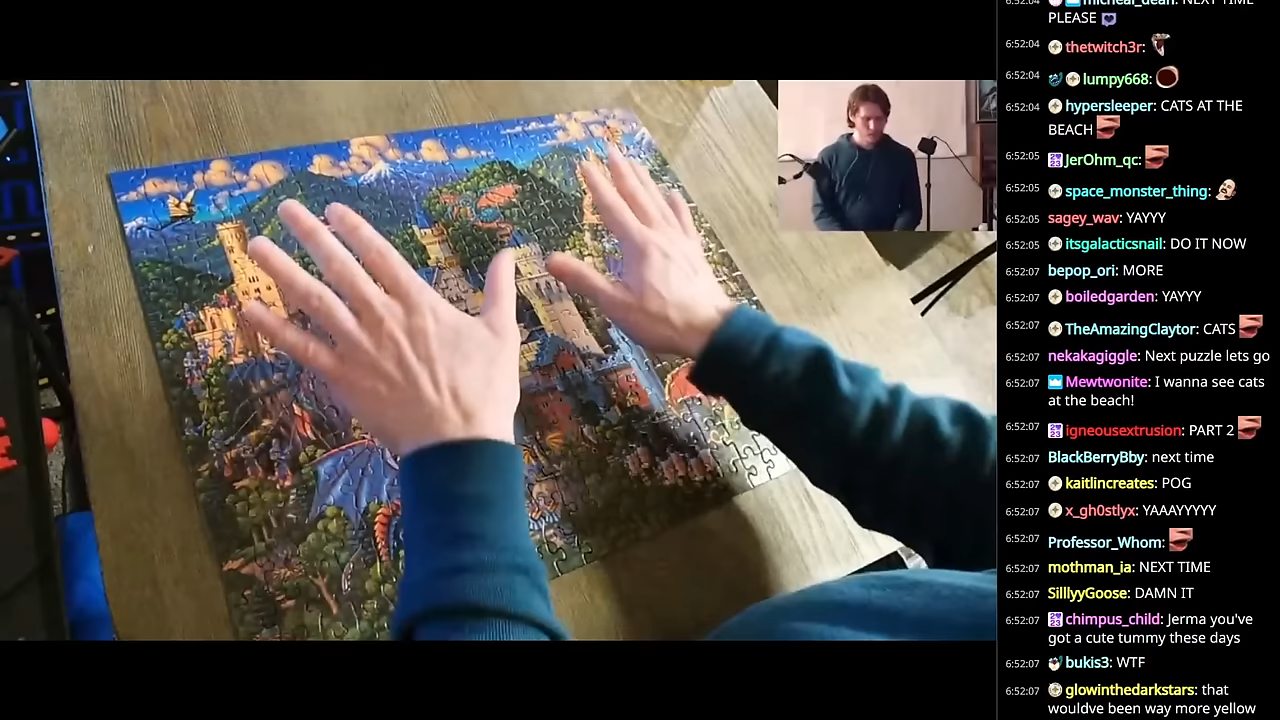 6:52:04 micheal_dean: NEXT TIME
PLEASE
6:52:04 thetwitch3r:
6:52:04 lumpy668:
6:52:04 hypersleeper: CATS AT THE
BEACH
6:52:05 JerOhm_qc:
6:52:05 space_monster_thing:
6:52:05 sagey_wav: YAYYY
6:52:05 itsgalacticsnail: DO IT NOW
6:52:07 bepop_ori: MORE
6:52:07 boiledgarden: YAYYY
6:52:07 TheAmazingClaytor: CATS
6:52:07 nekakagiggle: Next puzzle lets go
6:52:07 Mewtwonite: I wanna see cats
at the beach!
6:52:07 igneousextrusion: PART 2
6:52:07 BlackBerryBby: next time
6:52:07 kaitlincreates: POG
6:52:07 x_gh0stlyx: YAAAYYYYY
6:52:07 Professor_Whom:
6:52:07 mothman_ia: NEXT TIME
6:52:07 SilllyyGoose: DAMN IT
6:52:07 chimpus_child: Jerma you've
got a cute tummy these days
6:52:07 bukis3: WTF
6:52:07 glowinthedarkstars: that
wouldve been way more yellow